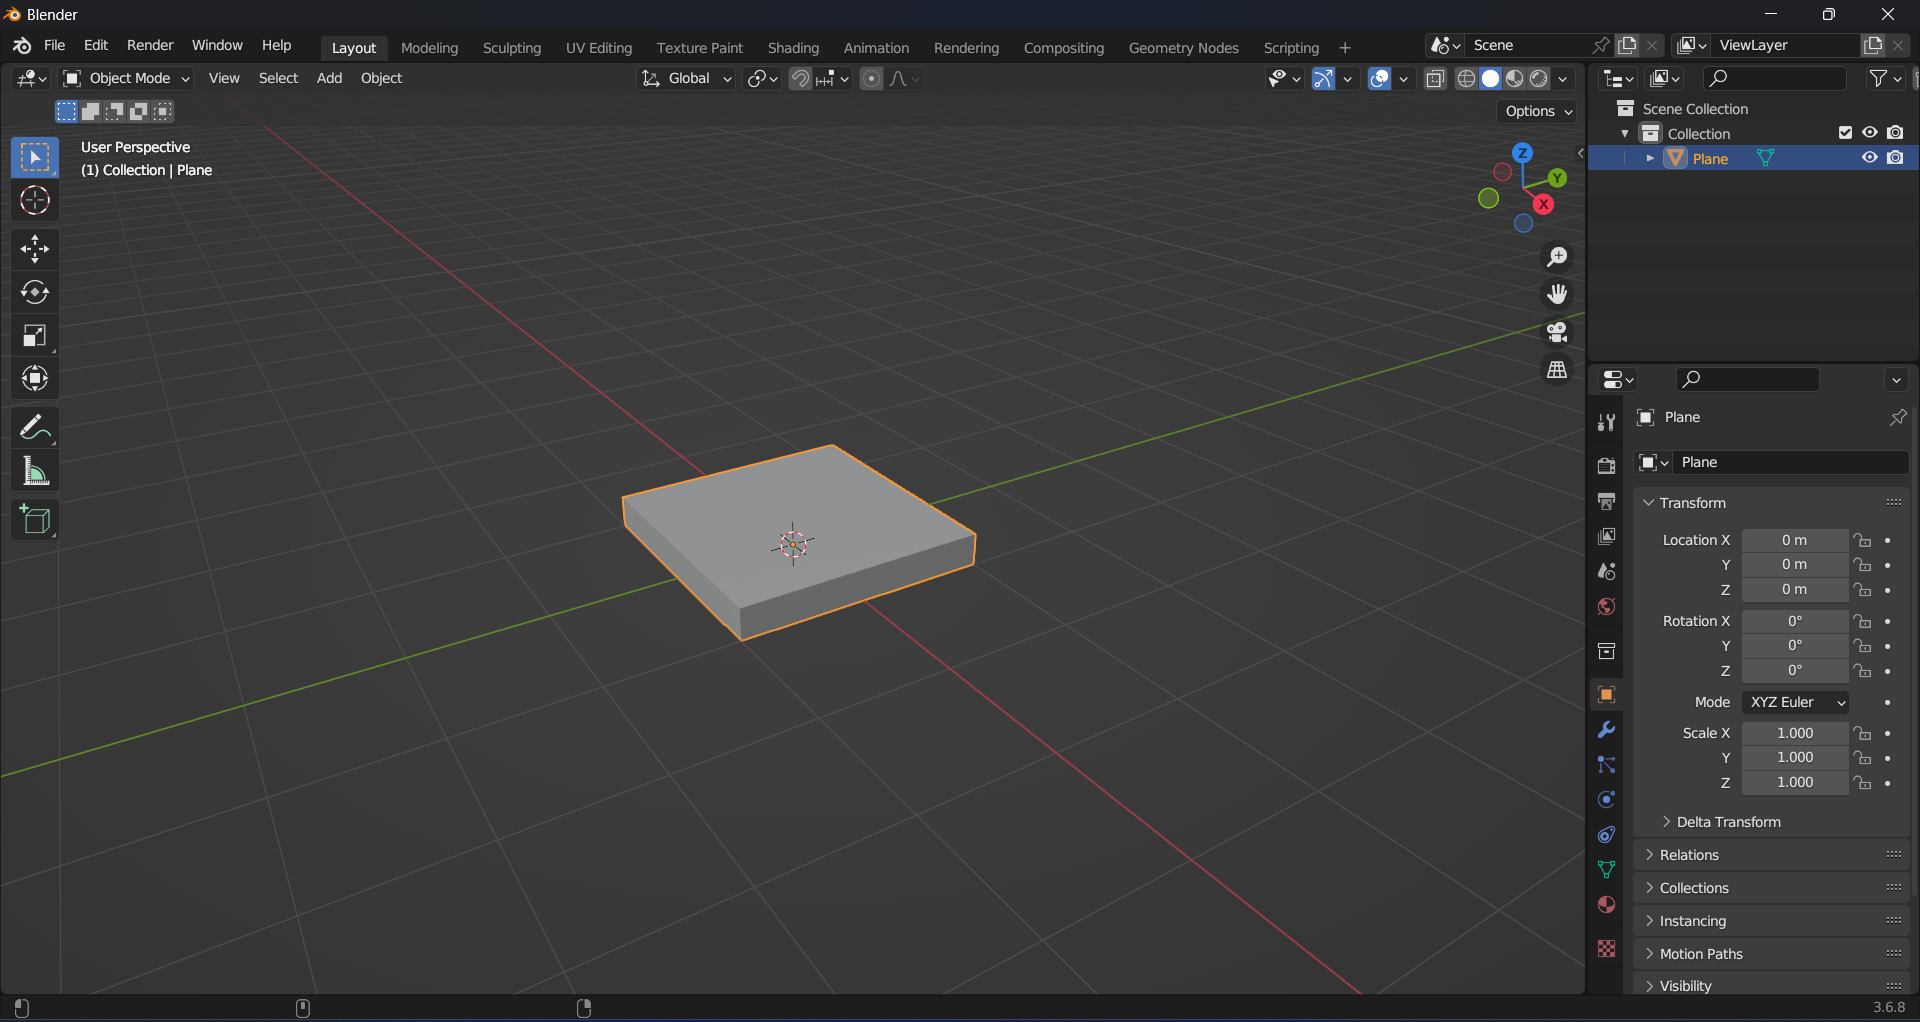 Blender
File Edit Render Window Help Layout Modeling Sculpting UV Editing Texture Paint Shading Animation Rendering Compositing Geometry Nodes Scripting + Scene ViewLayer
Object Mode View Select Add Object Global
Options
User Perspective
(1) Collection | Plane
Z
Y
X
Scene Collection
Collection
Plane
Plane
Plane
Transform
Location X 0 m
Y 0 m
Z 0 m
Rotation X 0°
Y 0°
Z 0°
Mode XYZ Euler
Scale X 1.000
Y 1.000
Z 1.000
Delta Transform
Relations
Collections
Instancing
Motion Paths
Visibility
3.6.8